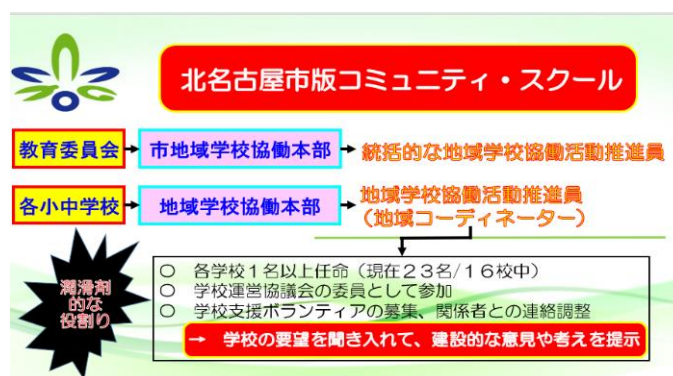 北名古屋市版コミュニティ・スクール
教育委員会 市地域学校協働本部 統括的な地域学校協働活動推進員
各小中学校 地域学校協働本部 地域学校協働活動推進員
（地域コーディネーター）
潤滑剤
的な
役割り
○ 各学校１名以上任命（現在２３名/１６校中）
○ 学校運営協議会の委員として参加
○ 学校支援ボランティアの募集、関係者との連絡調整
→ 学校の要望を聞き入れて、建設的な意見や考えを提示